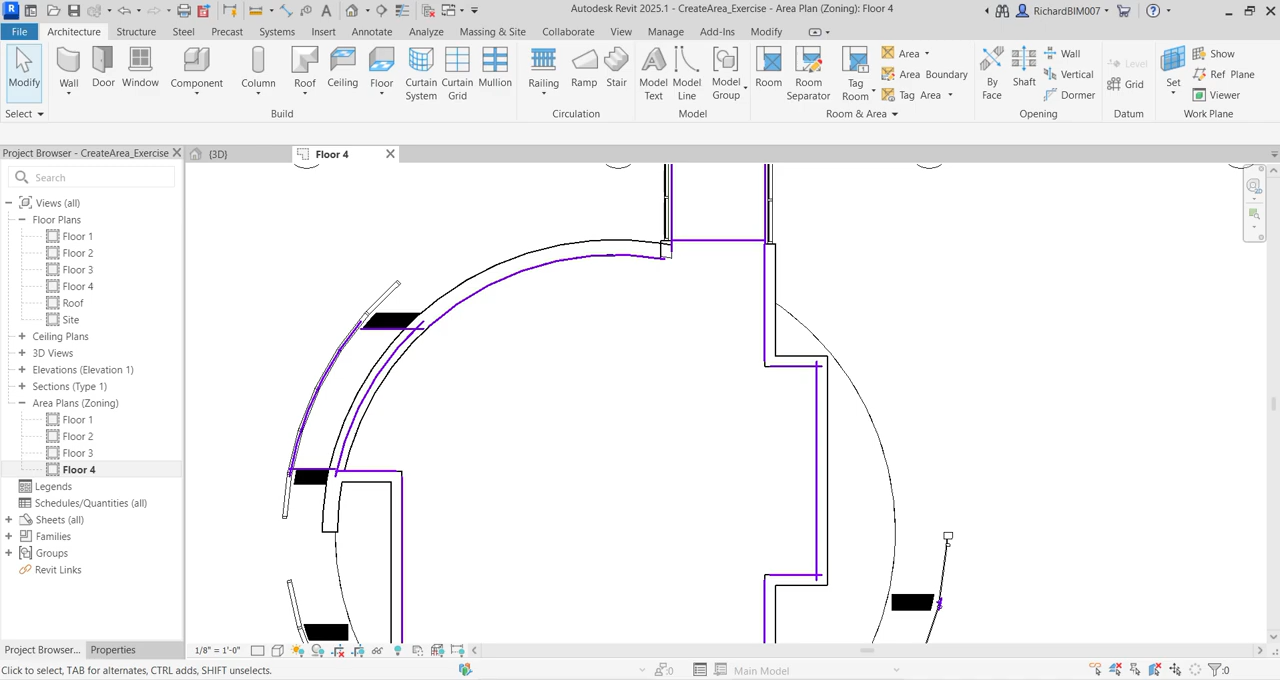 Autodesk Revit 2025.1 - CreateArea_Exercise - Area Plan (Zoning): Floor 4
RichardBIM007
File Architecture Structure Steel Precast Systems Insert Annotate Analyze Massing & Site Collaborate View Manage Add-Ins Modify
Modify Wall Door Window Component Column Roof Ceiling Floor Curtain System Curtain Grid Mullion Railing Ramp Stair Model Text Model Line Model Group Room Room Separator Tag Room
Area
Area Boundary
Tag Area
By Face Shaft
Wall
Vertical
Dormer
Level
Grid
Set
Show
Ref Plane
Viewer
Select Build Circulation Model Room & Area Opening Datum Work Plane
Project Browser - CreateArea_Exercise
{3D} Floor 4
Search
Views (all)
Floor Plans
Floor 1
Floor 2
Floor 3
Floor 4
Roof
Site
Ceiling Plans
3D Views
Elevations (Elevation 1)
Sections (Type 1)
Area Plans (Zoning)
Floor 1
Floor 2
Floor 3
Floor 4
Legends
Schedules/Quantities (all)
Sheets (all)
Families
Groups
Revit Links
Project Browser... Properties
1/8" = 1'-0"
Click to select, TAB for alternates, CTRL adds, SHIFT unselects.
:0
Main Model
:0